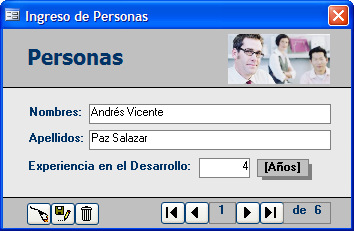 Ingreso de Personas
Personas
Nombres: Andrés Vicente
Apellidos: Paz Salazar
Experiencia en el Desarrollo: 4 [Años]
1 de 6